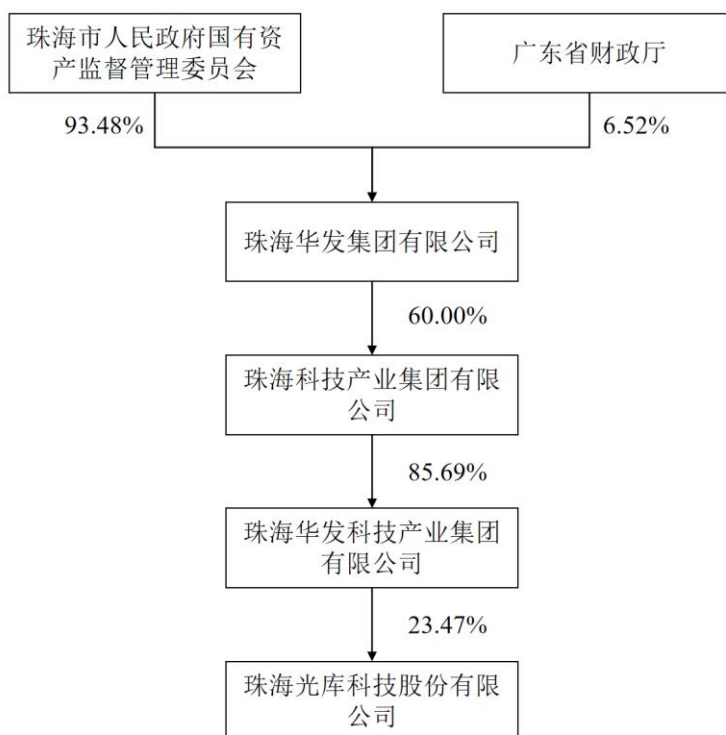 珠海市人民政府国有资
产监督管理委员会
广东省财政厅
93.48%
6.52%
珠海华发集团有限公司
60.00%
珠海科技产业集团有限
公司
85.69%
珠海华发科技产业集团
有限公司
23.47%
珠海光库科技股份有限
公司